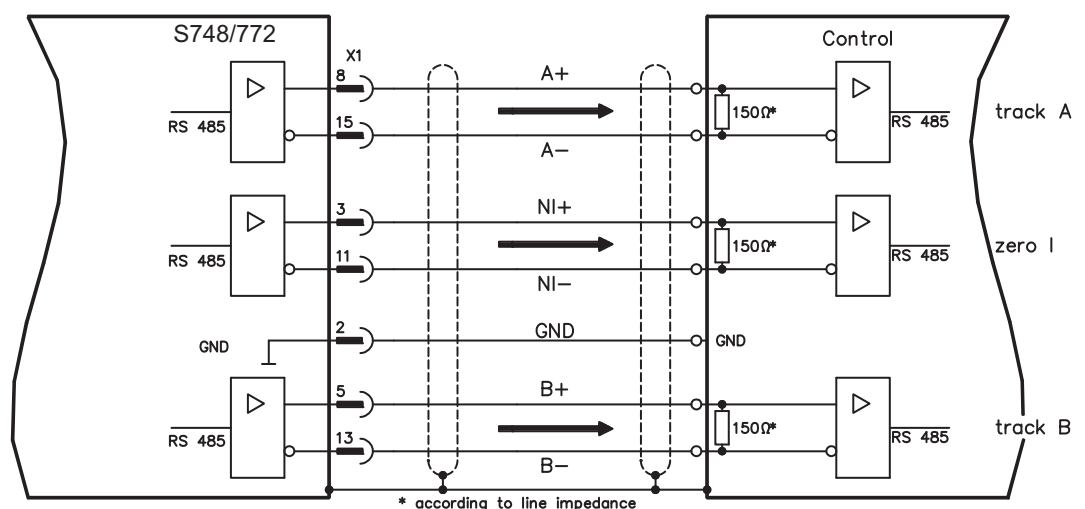 S748/772
Control
X1
8
A+
150Ω*
RS 485
RS 485
track A
15
A−
3
NI+
150Ω*
RS 485
RS 485
zero I
11
NI−
2
GND
GND
GND
5
B+
150Ω*
RS 485
RS 485
track B
13
B−
* according to line impedance